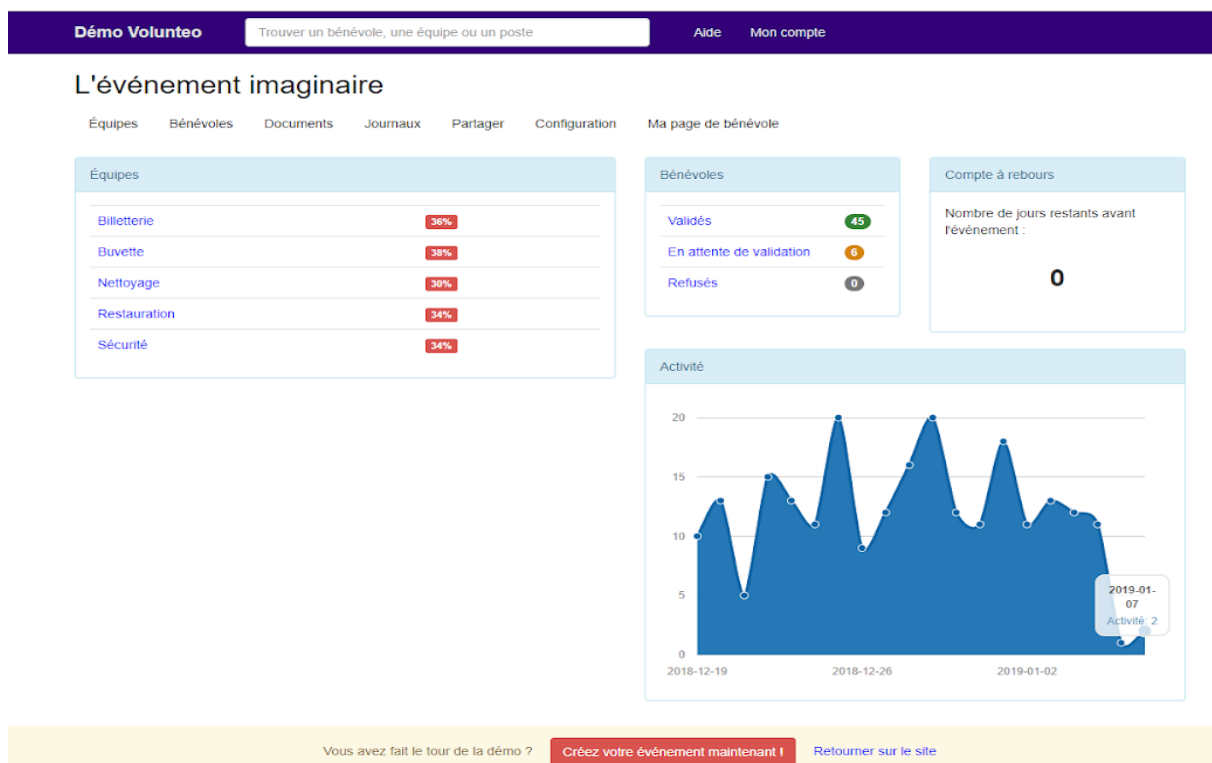 Démo Volunteo
Trouver un bénévole, une équipe ou un poste
Aide
Mon compte
L'événement imaginaire
Équipes
Bénévoles
Documents
Journaux
Partager
Configuration
Ma page de bénévole
Équipes
Billetterie 36%
Buvette 38%
Nettoyage 30%
Restauration 34%
Sécurité 34%
Bénévoles
Validés 45
En attente de validation 6
Refusés 0
Compte à rebours
Nombre de jours restants avant
l'évènement :
0
Activité
20
15
10
5
0
2018-12-19
2018-12-26
2019-01-02
2019-01-
07
Activité: 2
Vous avez fait le tour de la démo ?
Créez votre événement maintenant !
Retourner sur le site